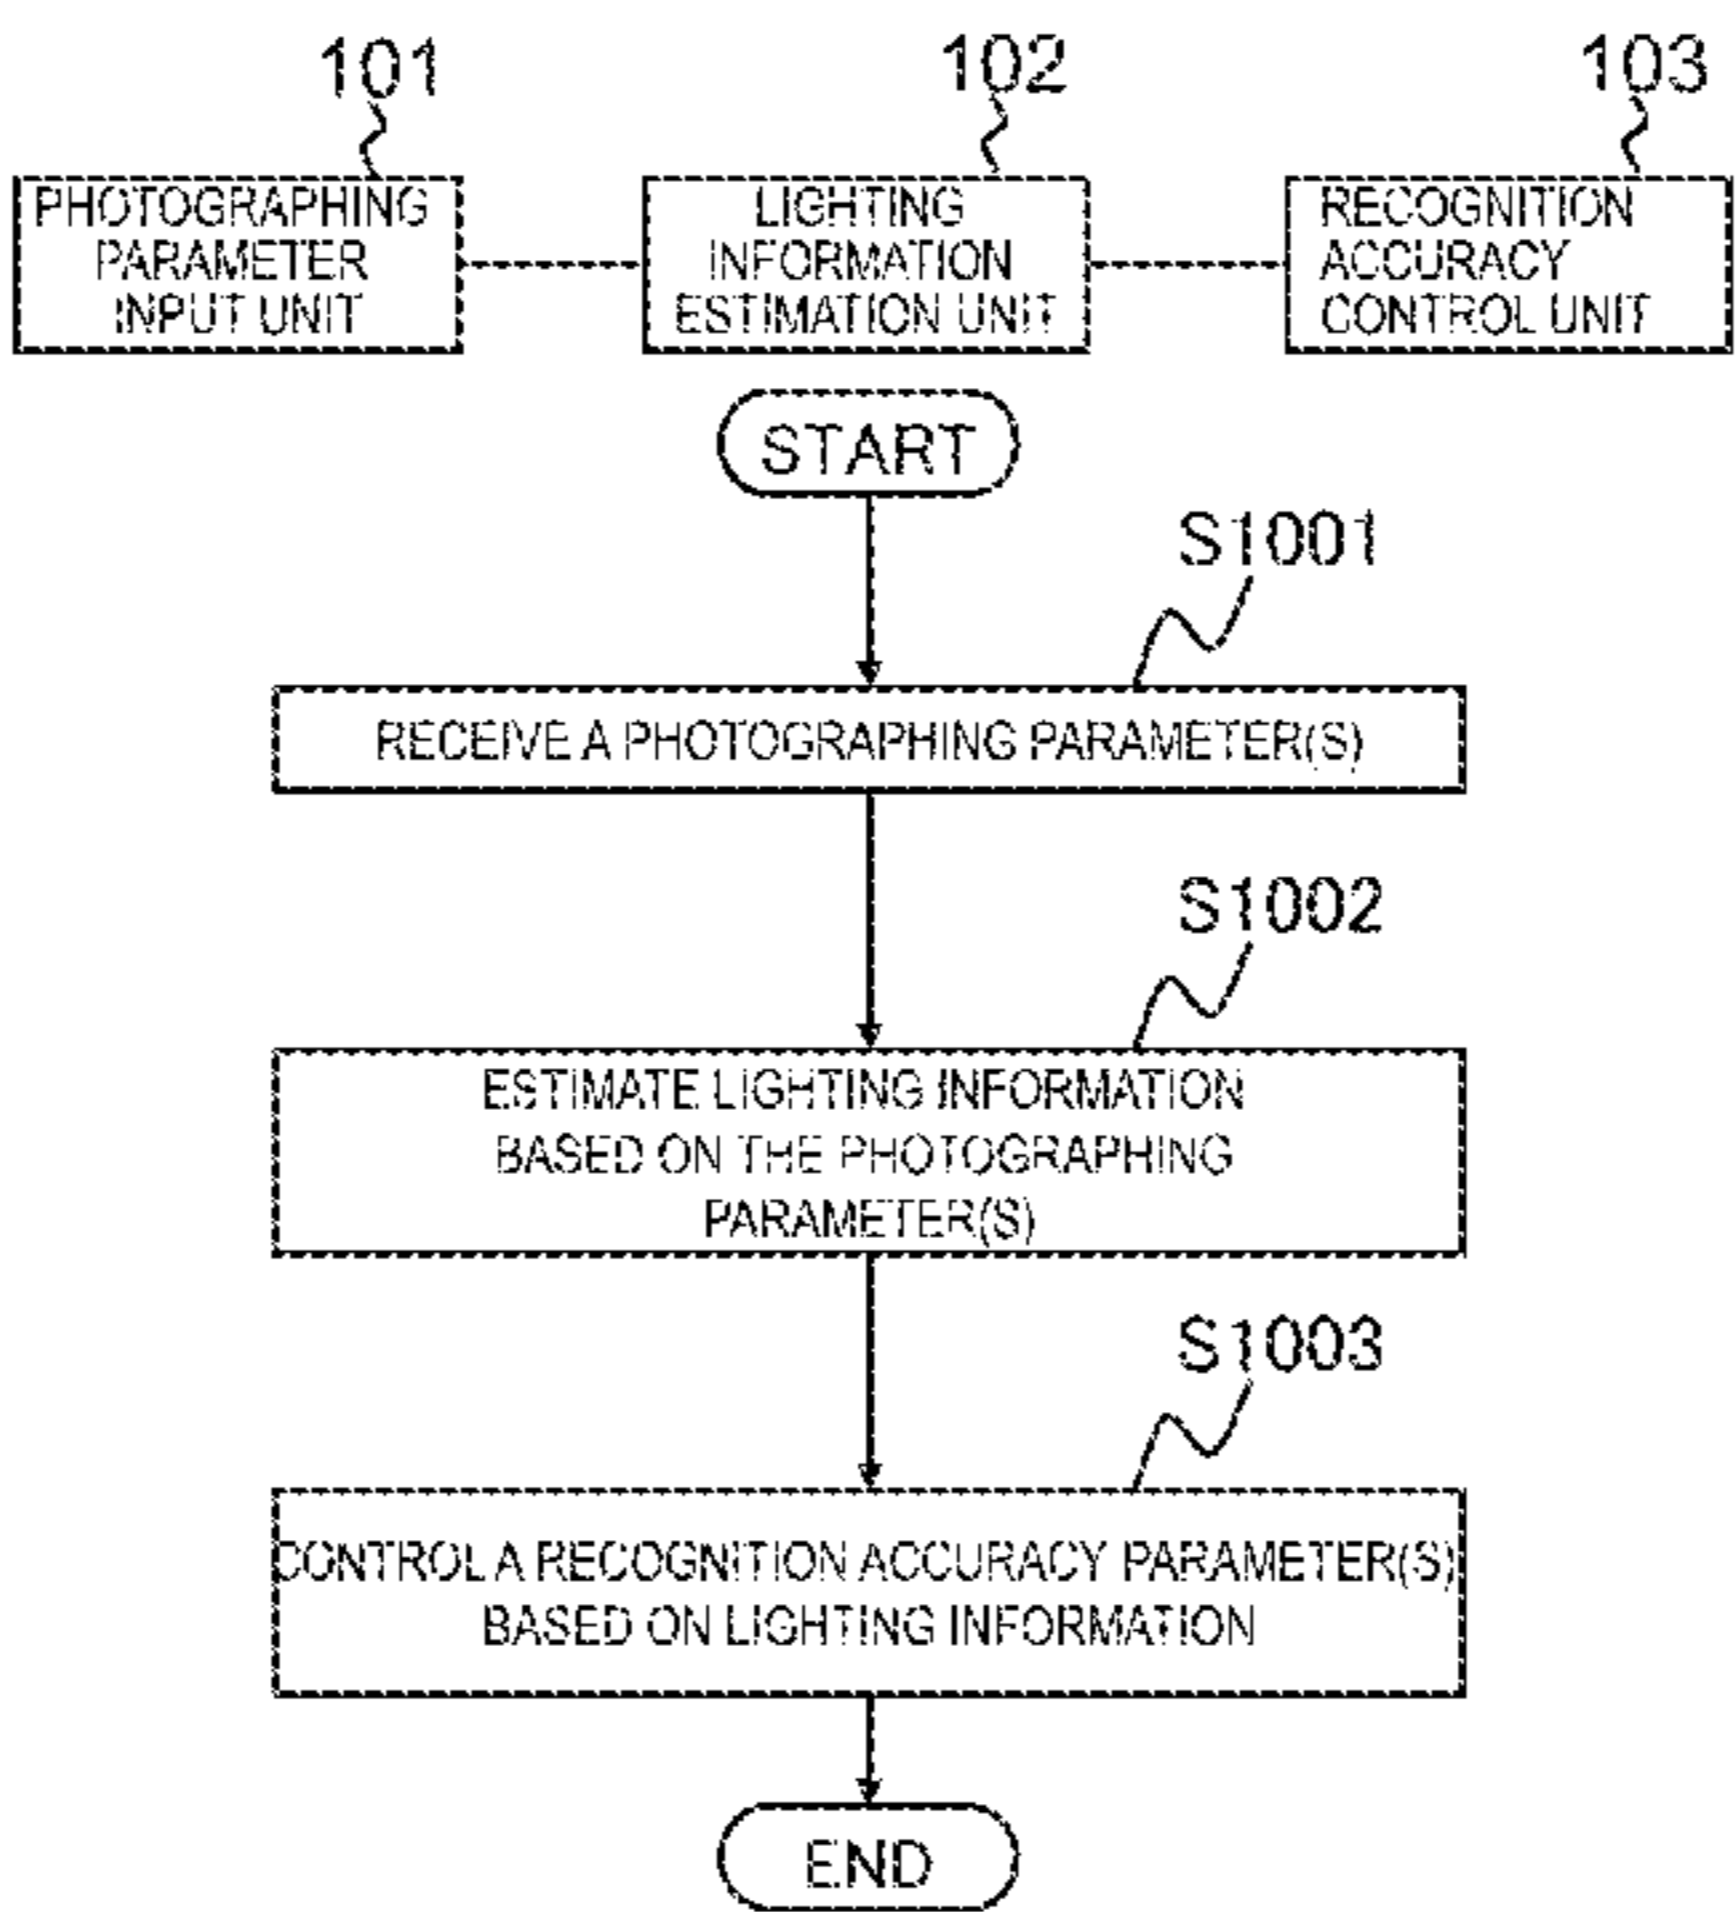 101
102
103
PHOTOGRAPHING
PARAMETER
INPUT UNIT
LIGHTING
INFORMATION
ESTIMATION UNIT
RECOGNITION
ACCURACY
CONTROL UNIT
START
S1001
RECEIVE A PHOTOGRAPHING PARAMETER(S)
S1002
ESTIMATE LIGHTING INFORMATION
BASED ON THE PHOTOGRAPHING
PARAMETER(S)
S1003
CONTROL A RECOGNITION ACCURACY PARAMETER(S)
BASED ON LIGHTING INFORMATION
END